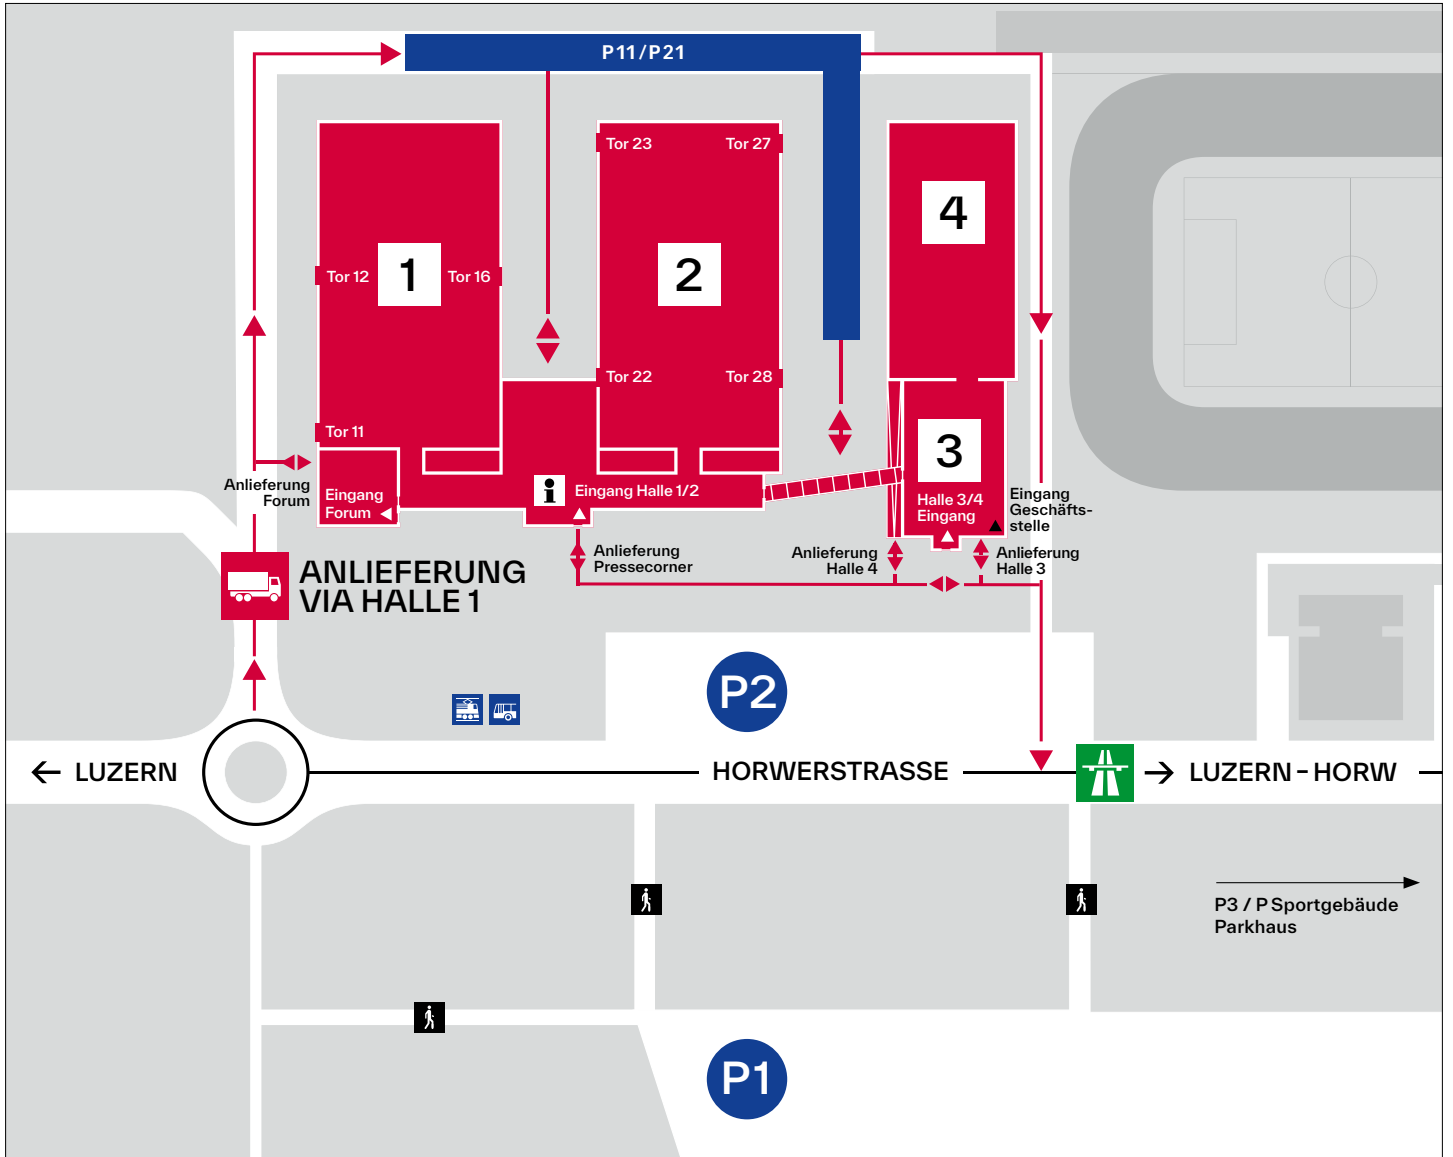 P11/P21
Tor 23
Tor 27
4
1
2
Tor 12
Tor 16
Tor 22
Tor 28
Tor 11
3
Anlieferung
Forum
Eingang
Forum
i
Eingang Halle 1/2
Halle 3/4
Eingang
Eingang
Geschäfts-
stelle
Anlieferung
Pressecorner
Anlieferung
Halle 4
Anlieferung
Halle 3
ANLIEFERUNG
VIA HALLE 1
P2
← LUZERN
HORWERSTRASSE
→ LUZERN–HORW
P3 / P Sportgebäude
Parkhaus
P1